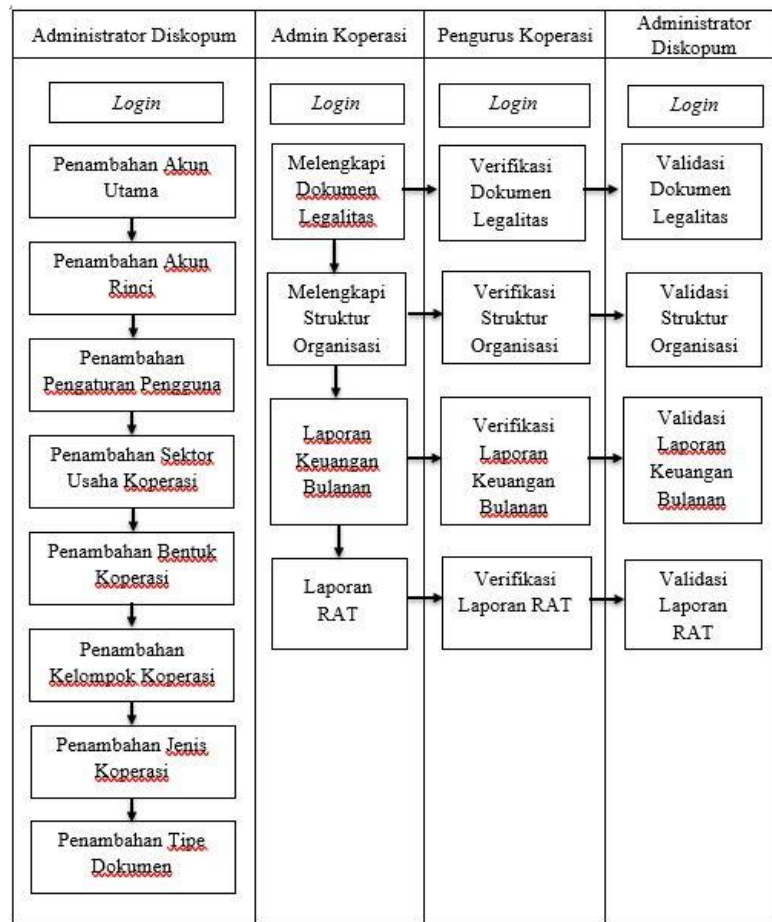 Administrator Diskopum
Admin Koperasi
Pengurus Koperasi
Administrator
Diskopum
Login
Login
Login
Login
Penambahan Akun
Utama
Melengkapi
Dokumen
Legalitas
Verifikasi
Dokumen
Legalitas
Validasi
Dokumen
Legalitas
Penambahan Akun
Rinci
Melengkapi
Struktur
Organisasi
Verifikasi
Struktur
Organisasi
Validasi
Struktur
Organisasi
Penambahan
Pengaturan Pengguna
Laporan
Keuangan
Bulanan
Verifikasi
Laporan
Keuangan
Bulanan
Validasi
Laporan
Keuangan
Bulanan
Penambahan Sektor
Usaha Koperasi
Penambahan Bentuk
Koperasi
Laporan
RAT
Verifikasi
Laporan RAT
Validasi
Laporan
RAT
Penambahan
Kelompok Koperasi
Penambahan Jenis
Koperasi
Penambahan Tipe
Dokumen